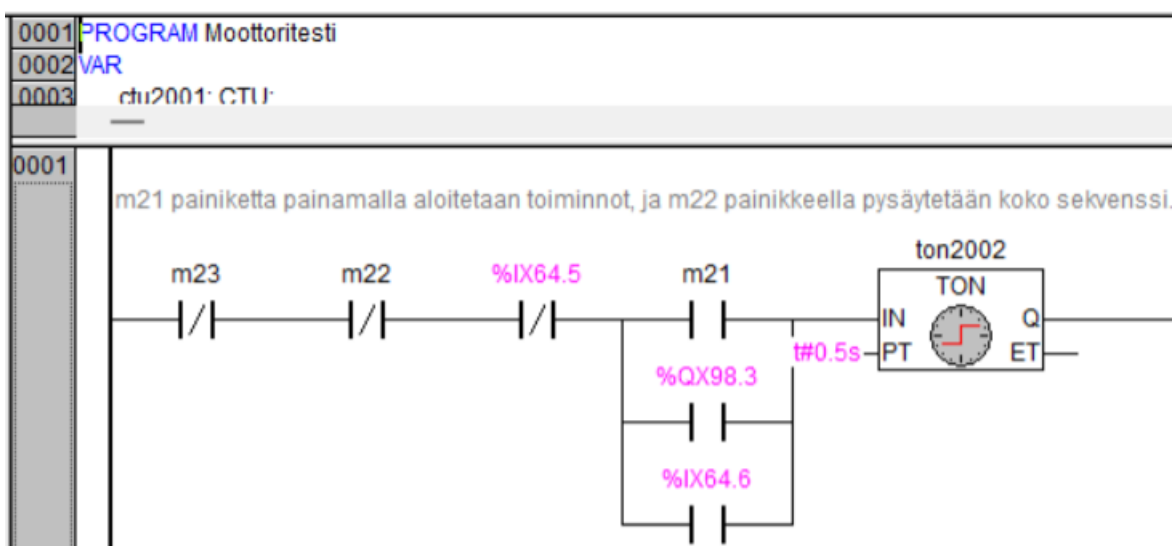 0001 PROGRAM Moottoritesti
0002 VAR
0003 ctu2001: CTU;
0001
m21 painiketta painamalla aloitetaan toiminnot, ja m22 painikkeella pysäytetään koko sekvenssi.
ton2002
m23 m22 %IX64.5 m21 TON
IN Q
t#0.5s PT ET
%QX98.3
%IX64.6